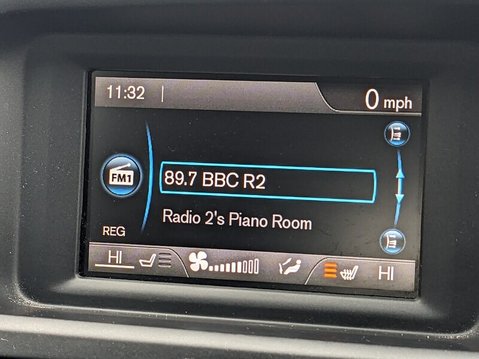 11:32
0 mph
FM1
89.7 BBC R2
Radio 2's Piano Room
REG
HI
HI